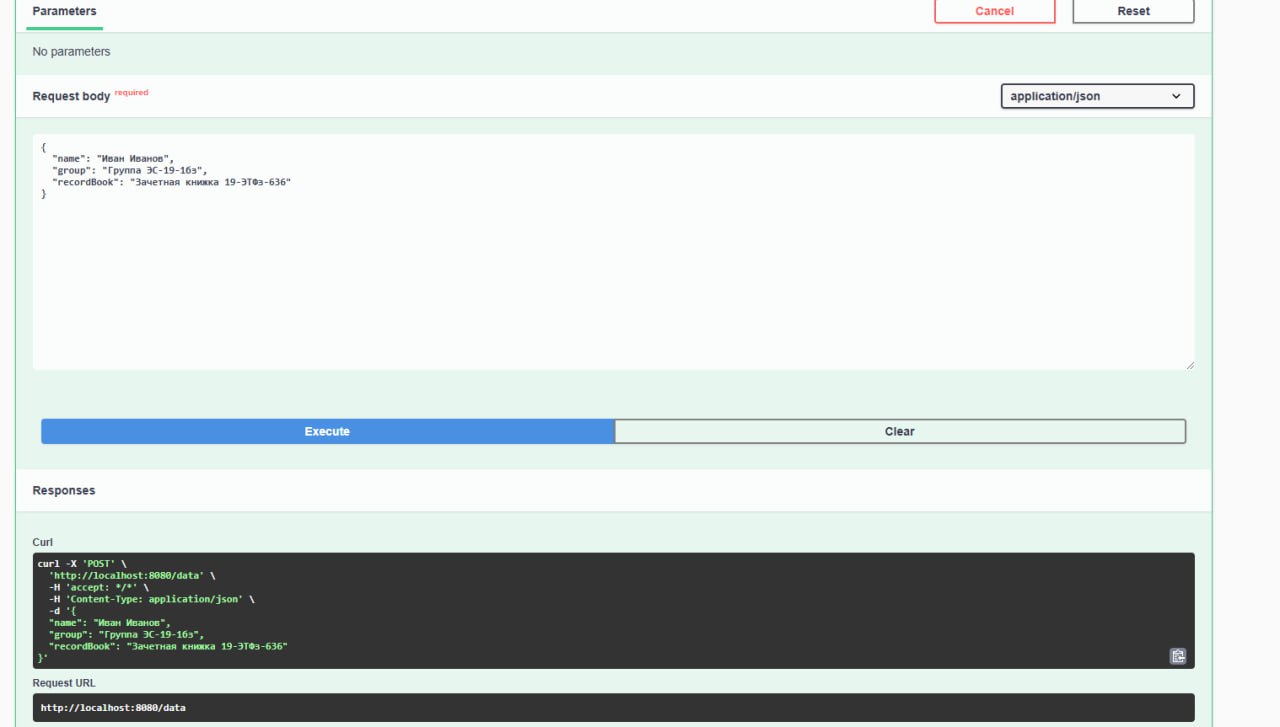 Parameters
Cancel
Reset
No parameters
Request body required
application/json
{
"name": "Иван Иванов",
"group": "Группа ЭС-19-1бз",
"recordBook": "Зачетная книжка 19-ЭТФз-636"
}
Execute
Clear
Responses
Curl
curl -X 'POST' \
'http://localhost:8080/data' \
-H 'accept: */*' \
-H 'Content-Type: application/json' \
-d '{
"name": "Иван Иванов",
"group": "Группа ЭС-19-1бз",
"recordBook": "Зачетная книжка 19-ЭТФз-636"
}'
Request URL
http://localhost:8080/data